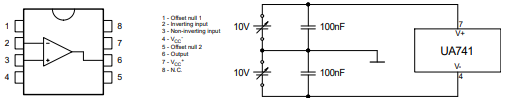 1
2
3
4
8
7
6
5
1 - Offset null 1
2 - Inverting input
3 - Non-inverting input
4 - VCC-
5 - Offset null 2
6 - Output
7 - VCC+
8 - N.C.
10V
100nF
10V
100nF
7
V+
UA741
V-
4